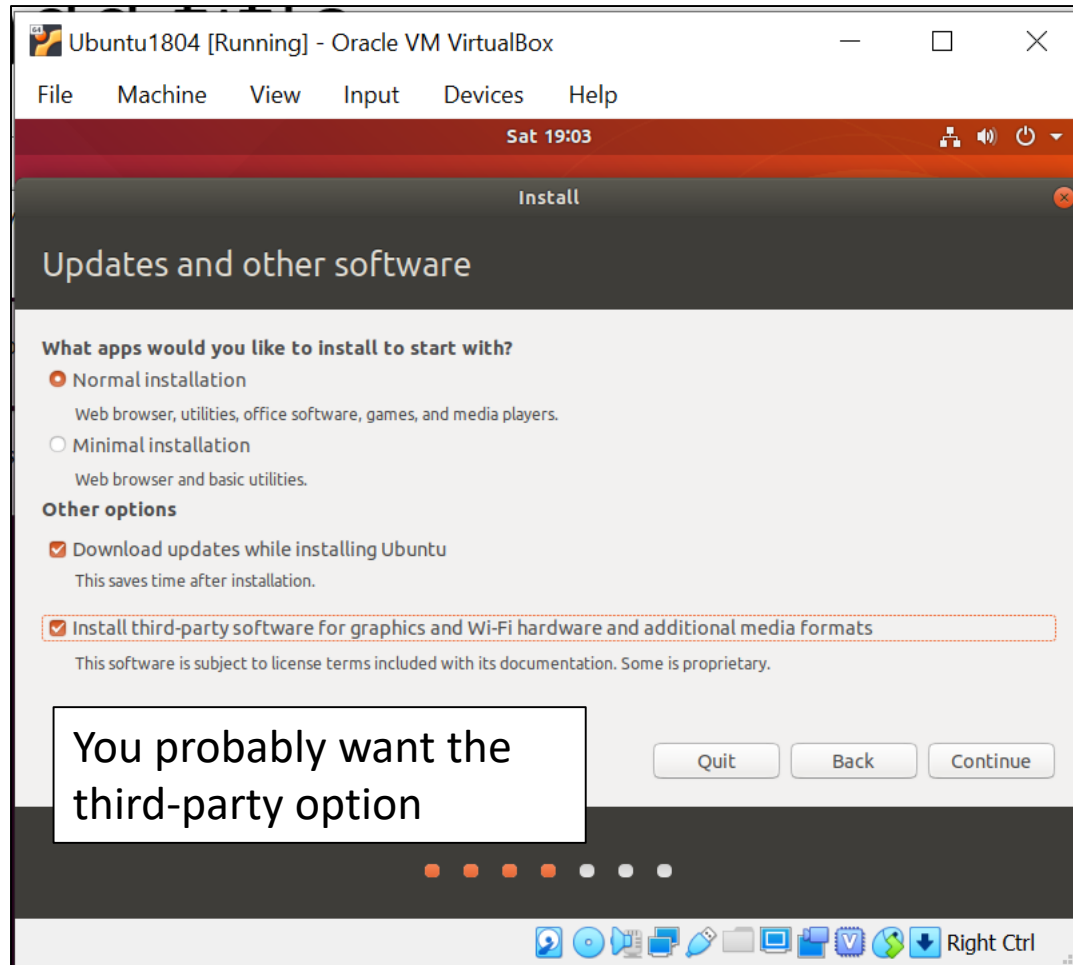 Ubuntu1804 [Running] - Oracle VM VirtualBox
File Machine View Input Devices Help
Sat 19:03
Install
Updates and other software
What apps would you like to install to start with?
Normal installation
Web browser, utilities, office software, games, and media players.
Minimal installation
Web browser and basic utilities.
Other options
Download updates while installing Ubuntu
This saves time after installation.
Install third-party software for graphics and Wi-Fi hardware and additional media formats
This software is subject to license terms included with its documentation. Some is proprietary.
You probably want the
third-party option
Quit Back Continue
Right Ctrl